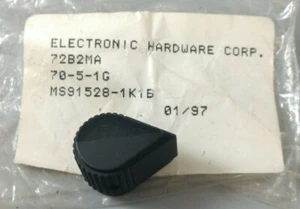 ELECTRONIC HARDWARE CORP.
72B2MA
70-5-1G
MS91528-1K1B
01/97